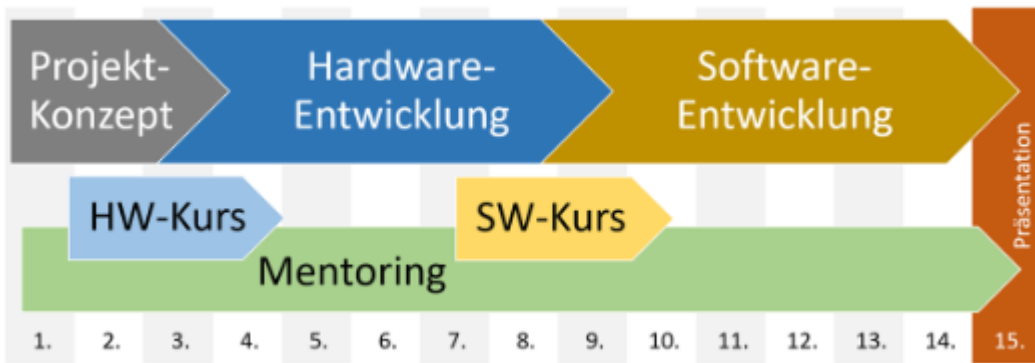 Projekt-
Konzept
Hardware-
Entwicklung
Software-
Entwicklung
Präsentation
HW-Kurs
SW-Kurs
Mentoring
1. 2. 3. 4. 5. 6. 7. 8. 9. 10. 11. 12. 13. 14. 15.